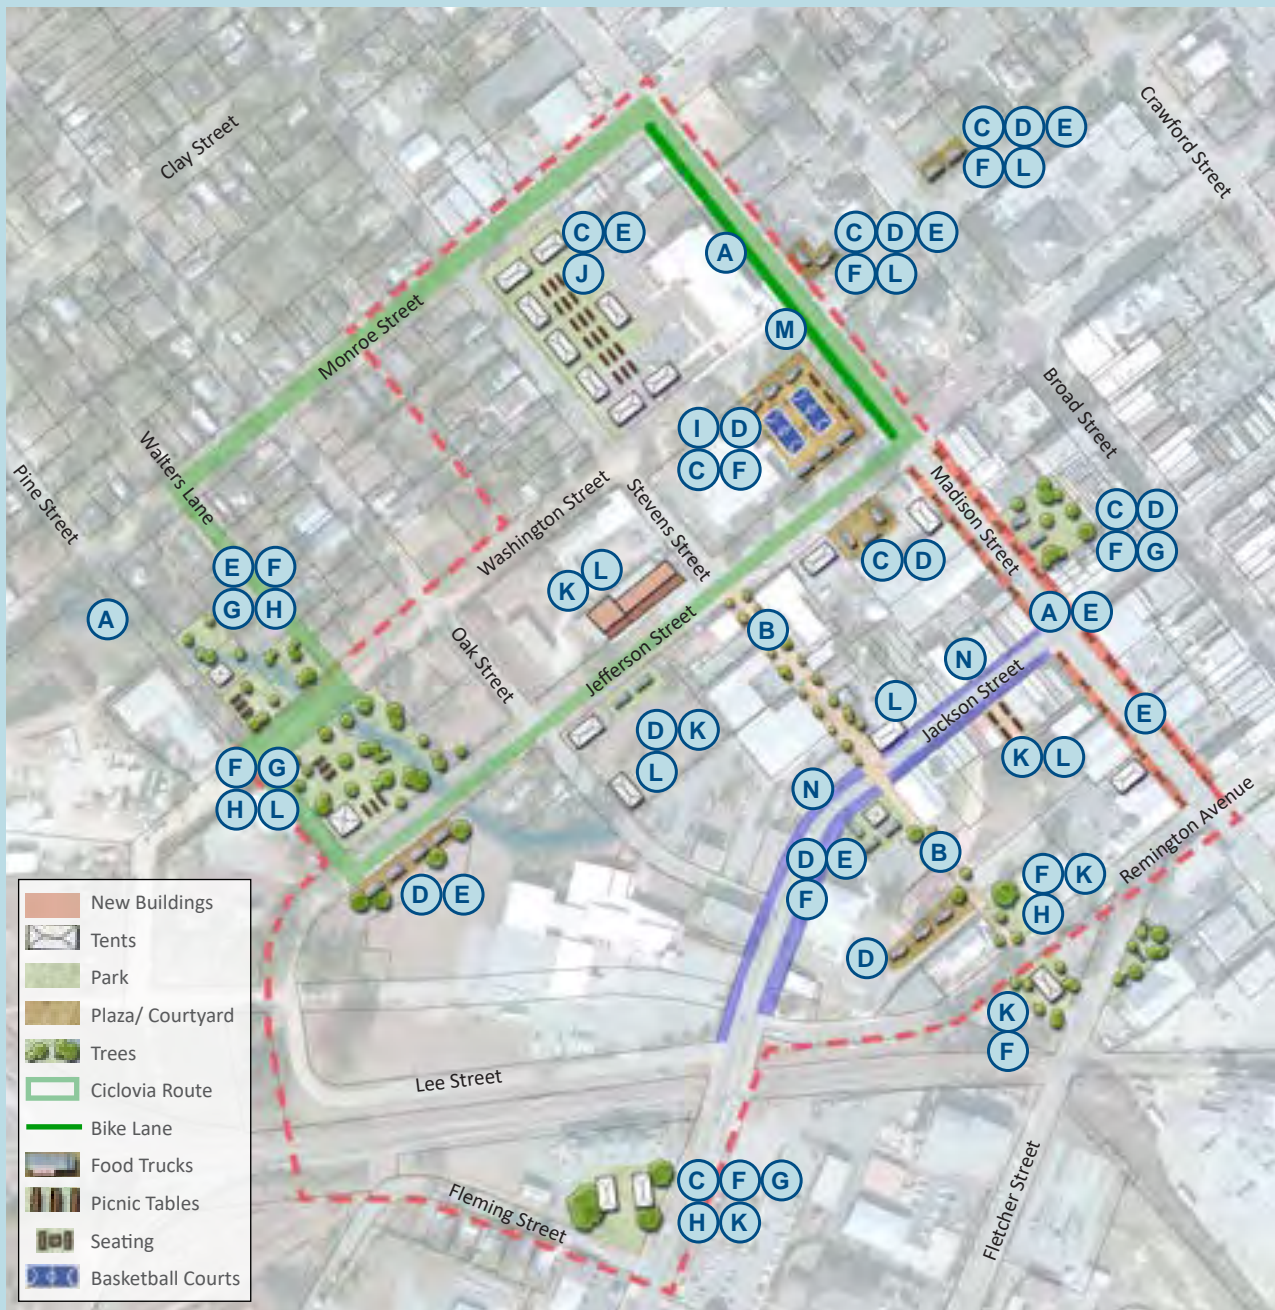 Clay Street
Crawford Street
C D E
F L
C E
J
A
C D E
F L
M
Monroe Street
Broad Street
Walters Lane
Pine Street
I D
C F
Washington Street
Stevens Street
Madison Street
C D
F G
C D
E F
G H
A
K L
Oak Street
Jefferson Street
B
A E
N
Jackson Street
L
E
D K
L
K L
F G
H L
N
Remington Avenue
D E
F
B
F K
H
D E
D
K
F
Lee Street
Fletcher Street
Fleming Street
C F G
H K
New Buildings
Tents
Park
Plaza/ Courtyard
Trees
Ciclovia Route
Bike Lane
Food Trucks
Picnic Tables
Seating
Basketball Courts